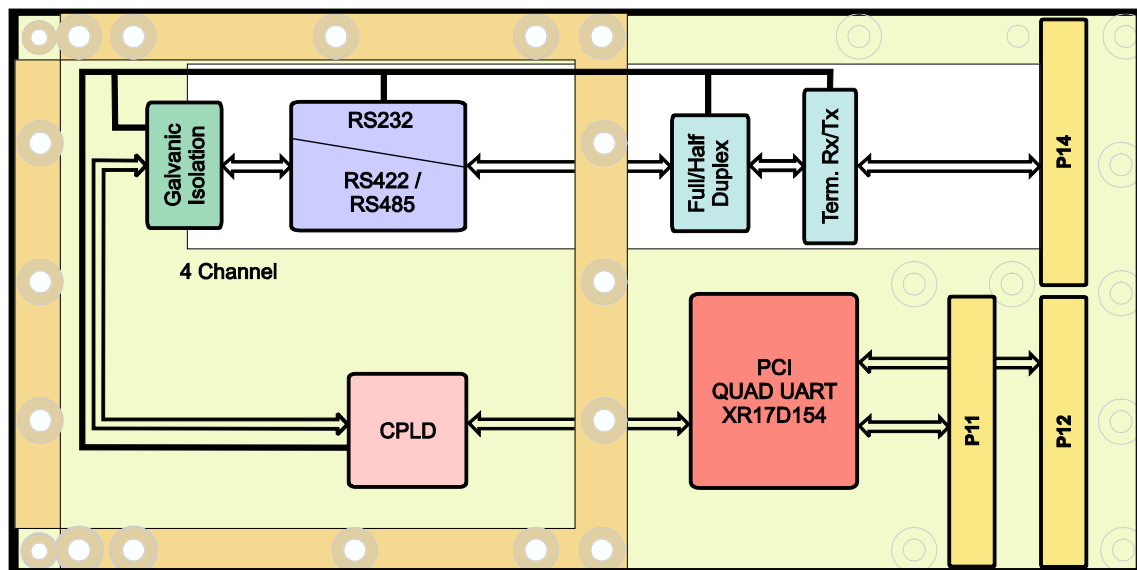 RS232
RS422 /
RS485
Galvanic
Isolation
Full/Half
Duplex
Term. Rx/Tx
P14
4 Channel
PCI
QUAD UART
XR17D154
CPLD
P11
P12